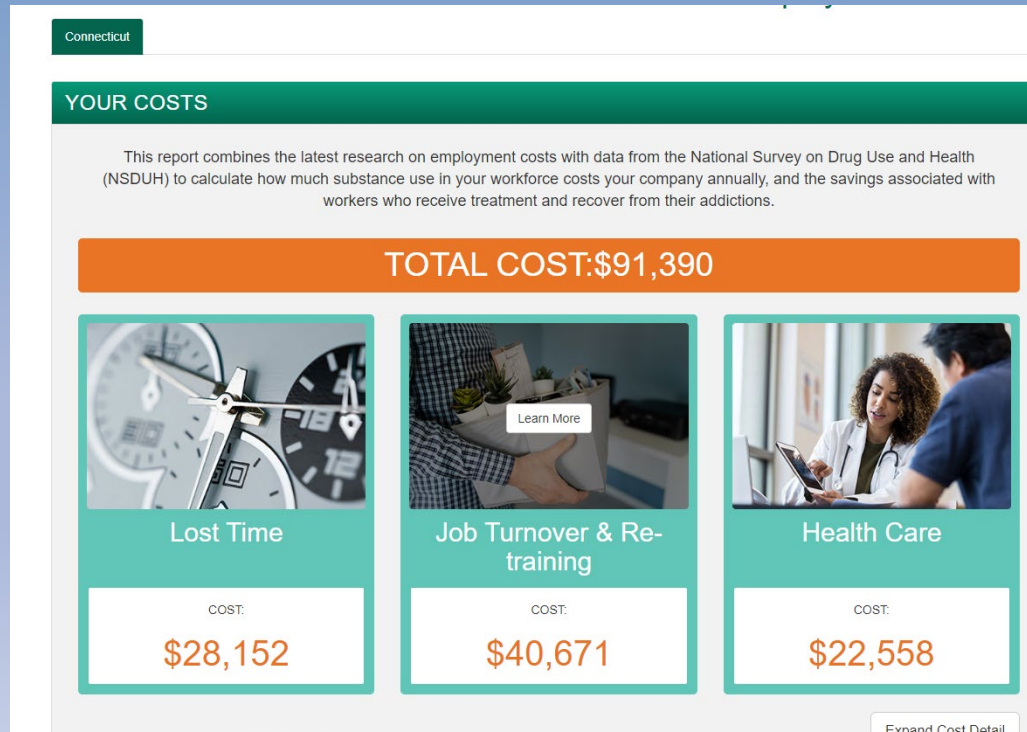 Connecticut
YOUR COSTS
This report combines the latest research on employment costs with data from the National Survey on Drug Use and Health
(NSDUH) to calculate how much substance use in your workforce costs your company annually, and the savings associated with
workers who receive treatment and recover from their addictions.
TOTAL COST:$91,390
Learn More
Lost Time
Job Turnover & Re-
training
Health Care
COST:
$28,152
COST:
$40,671
COST:
$22,558
Expand Cost Detail